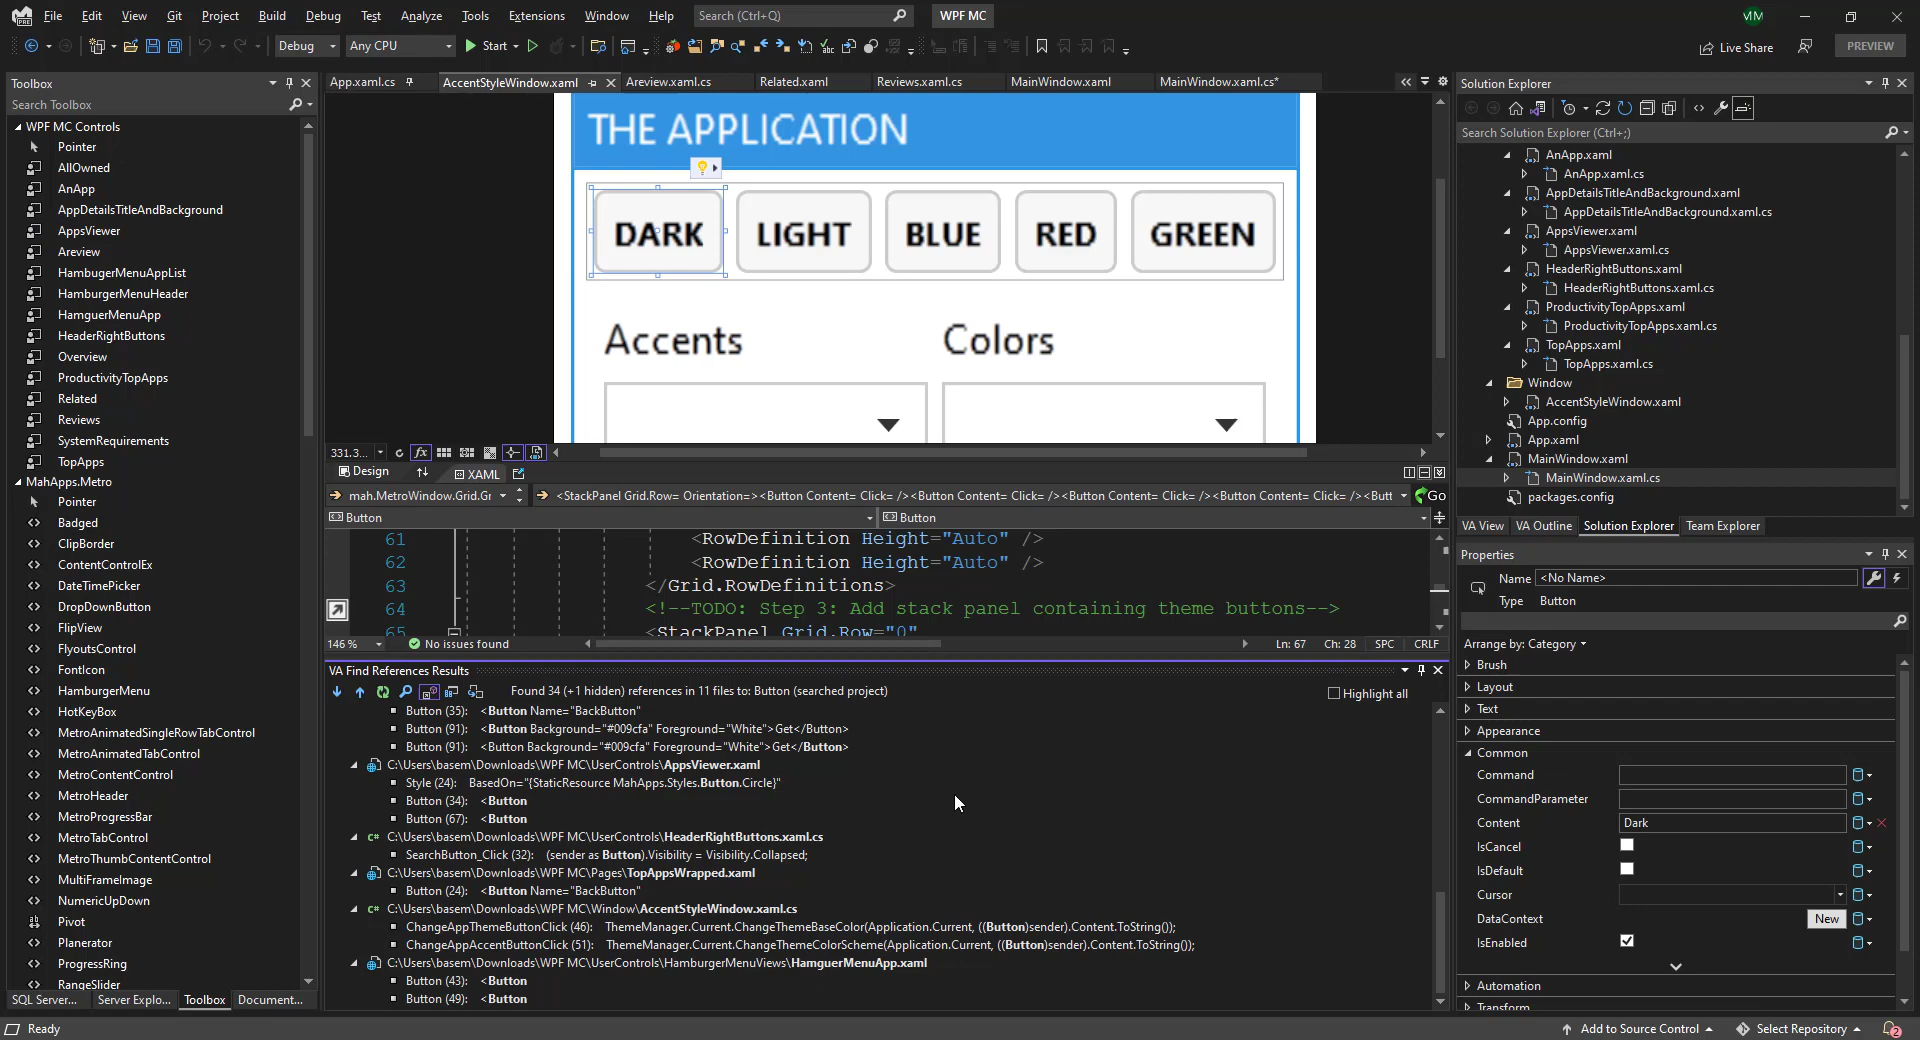 File Edit View Git Project Build Debug Test Analyze Tools Extensions Window Help Search (Ctrl+Q) WPF MC
Debug Any CPU Start Live Share PREVIEW
Toolbox
Search Toolbox
WPF MC Controls
Pointer
AllOwned
AnApp
AppDetailsTitleAndBackground
AppsViewer
Areview
HambugerMenuAppList
HamburgerMenuHeader
HamguerMenuApp
HeaderRightButtons
Overview
ProductivityTopApps
Related
Reviews
SystemRequirements
TopApps
MahApps.Metro
Pointer
Badged
ClipBorder
ContentControlEx
DateTimePicker
DropDownButton
FlipView
FlyoutsControl
FontIcon
HamburgerMenu
HotKeyBox
MetroAnimatedSingleRowTabControl
MetroAnimatedTabControl
MetroContentControl
MetroHeader
MetroProgressBar
MetroTabControl
MetroThumbContentControl
MultiFrameImage
NumericUpDown
Pivot
Planerator
ProgressRing
RangeSlider
SQL Server... Server Explo... Toolbox Document...
App.xaml.cs AccentStyleWindow.xaml Areview.xaml.cs Related.xaml Reviews.xaml.cs MainWindow.xaml MainWindow.xaml.cs*
THE APPLICATION
DARK LIGHT BLUE RED GREEN
Accents Colors
331.3...
Design XAML
mah.MetroWindow.Grid.Gr <StackPanel Grid.Row= Orientation=><Button Content= Click= /><Button Content= Click= /><Button Content= Click= /><Button Content= Click= /><Butt Go
Button Button
61 <RowDefinition Height="Auto" />
62 <RowDefinition Height="Auto" />
63 </Grid.RowDefinitions>
64 <!--TODO: Step 3: Add stack panel containing theme buttons-->
65 <StackPanel Grid.Row="0"
146 % No issues found Ln: 67 Ch: 28 SPC CRLF
VA Find References Results
Found 34 (+1 hidden) references in 11 files to: Button (searched project) Highlight all
Button (35): <Button Name="BackButton"
Button (91): <Button Background="#009cfa" Foreground="White">Get</Button>
Button (91): <Button Background="#009cfa" Foreground="White">Get</Button>
C:\Users\basem\Downloads\WPF MC\UserControls\AppsViewer.xaml
Style (24): BasedOn="{StaticResource MahApps.Styles.Button.Circle}"
Button (34): <Button
Button (67): <Button
C# C:\Users\basem\Downloads\WPF MC\UserControls\HeaderRightButtons.xaml.cs
SearchButton_Click (32): (sender as Button).Visibility = Visibility.Collapsed;
C:\Users\basem\Downloads\WPF MC\Pages\TopAppsWrapped.xaml
Button (24): <Button Name="BackButton"
C# C:\Users\basem\Downloads\WPF MC\Window\AccentStyleWindow.xaml.cs
ChangeAppThemeButtonClick (46): ThemeManager.Current.ChangeThemeBaseColor(Application.Current, ((Button)sender).Content.ToString());
ChangeAppAccentButtonClick (51): ThemeManager.Current.ChangeThemeColorScheme(Application.Current, ((Button)sender).Content.ToString());
C:\Users\basem\Downloads\WPF MC\UserControls\HamburgerMenuViews\HamguerMenuApp.xaml
Button (43): <Button
Button (49): <Button
Solution Explorer
Search Solution Explorer (Ctrl+;)
AnApp.xaml
AnApp.xaml.cs
AppDetailsTitleAndBackground.xaml
AppDetailsTitleAndBackground.xaml.cs
AppsViewer.xaml
AppsViewer.xaml.cs
HeaderRightButtons.xaml
HeaderRightButtons.xaml.cs
ProductivityTopApps.xaml
ProductivityTopApps.xaml.cs
TopApps.xaml
TopApps.xaml.cs
Window
AccentStyleWindow.xaml
App.config
App.xaml
MainWindow.xaml
MainWindow.xaml.cs
packages.config
VA View VA Outline Solution Explorer Team Explorer
Properties
Name <No Name>
Type Button
Arrange by: Category
Brush
Layout
Text
Appearance
Common
Command
CommandParameter
Content Dark
IsCancel
IsDefault
Cursor
DataContext New
IsEnabled
Automation
Transform
Ready Add to Source Control Select Repository 2